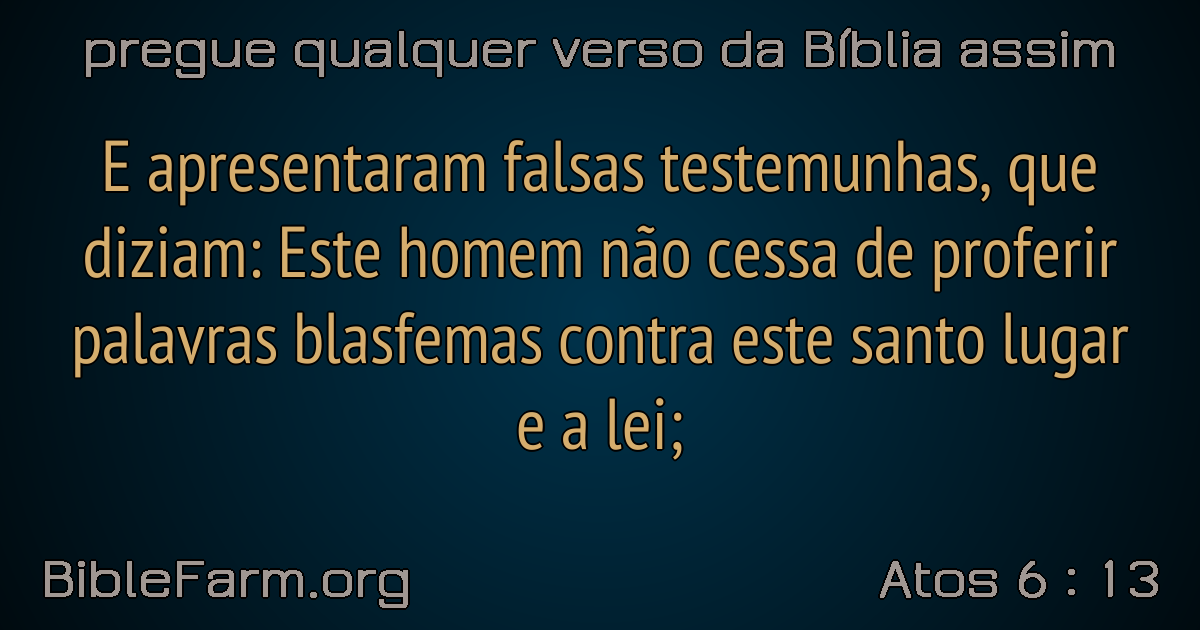 pregue qualquer verso da Bíblia assim
E apresentaram falsas testemunhas, que
diziam: Este homem não cessa de proferir
palavras blasfemas contra este santo lugar
e a lei;
BibleFarm.org
Atos 6 : 13